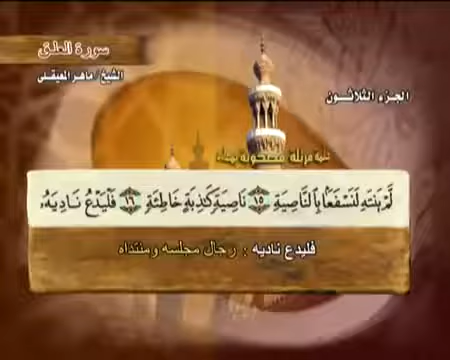 سورة العلق
الشيخ / ماهر المعيقلي
الجزء الثلاثون
لَّمْ يَنتَهِ لَنَسْفَعًا بِالنَّاصِيَةِ ١٥ نَاصِيَةٍ كَاذِبَةٍ خَاطِئَةٍ ١٦ فَلْيَدْعُ نَادِيَهُ
فليدع ناديه : رجال مجلسه ومنتداه